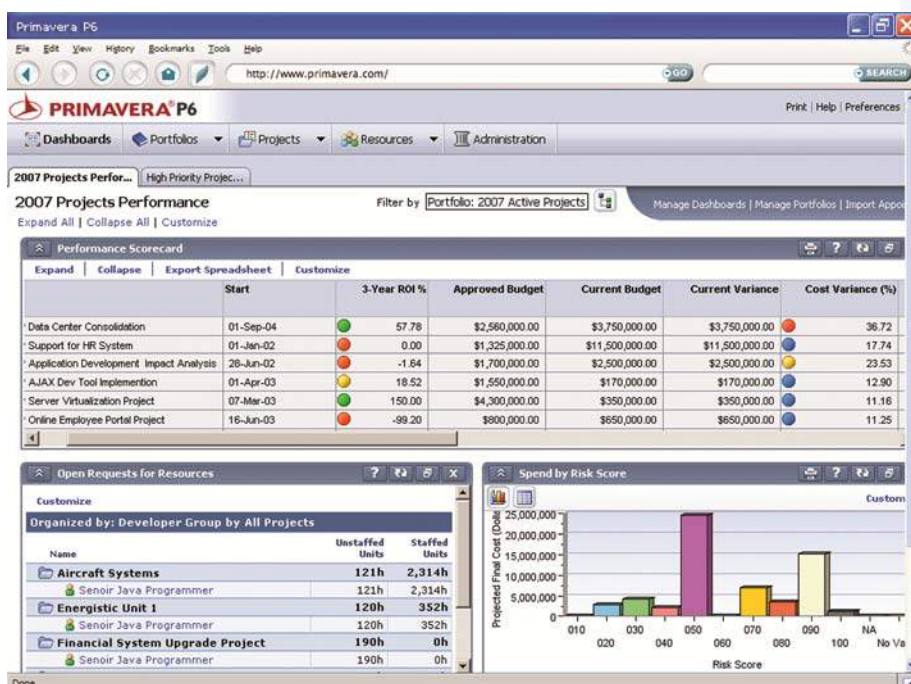 Primavera P6
File Edit View History Bookmarks Tools Help
http://www.primavera.com/ GO SEARCH
PRIMAVERA® P6 Print | Help | Preferences
Dashboards Portfolios Projects Resources Administration
2007 Projects Perfor... High Priority Projec...
2007 Projects Performance Filter by Portfolio: 2007 Active Projects Manage Dashboards | Manage Portfolios | Import Appoi
Expand All | Collapse All | Customize
Performance Scorecard
Expand | Collapse | Export Spreadsheet | Customize
Start 3-Year ROI % Approved Budget Current Budget Current Variance Cost Variance (%)
Data Center Consolidation 01-Sep-04 57.78 $2,560,000.00 $3,750,000.00 $3,750,000.00 36.72
Support for HR System 01-Jan-02 0.00 $1,325,000.00 $11,500,000.00 $11,500,000.00 17.74
Application Development Impact Analysis 28-Jun-02 -1.64 $1,700,000.00 $2,500,000.00 $2,500,000.00 23.53
AJAX Dev Tool Implemention 01-Apr-03 18.52 $1,550,000.00 $170,000.00 $170,000.00 12.90
Server Virtualization Project 07-Mar-03 150.00 $4,300,000.00 $350,000.00 $350,000.00 11.16
Online Employee Portal Project 16-Jun-03 -99.20 $800,000.00 $650,000.00 $650,000.00 11.25
Open Requests for Resources
Customize
Organized by: Developer Group by All Projects
Name Unstaffed Units Staffed Units
Aircraft Systems 121h 2,314h
Senoir Java Programmer 121h 2,314h
Energistic Unit 1 120h 352h
Senoir Java Programmer 120h 352h
Financial System Upgrade Project 190h 0h
Senoir Java Programmer 190h 0h
Spend by Risk Score
Custom
Projected Final Cost (Dolla
25,000,000
20,000,000
15,000,000
10,000,000
5,000,000
0
010 030 050 070 090 NA
020 040 060 080 100 No Va
Risk Score
Done